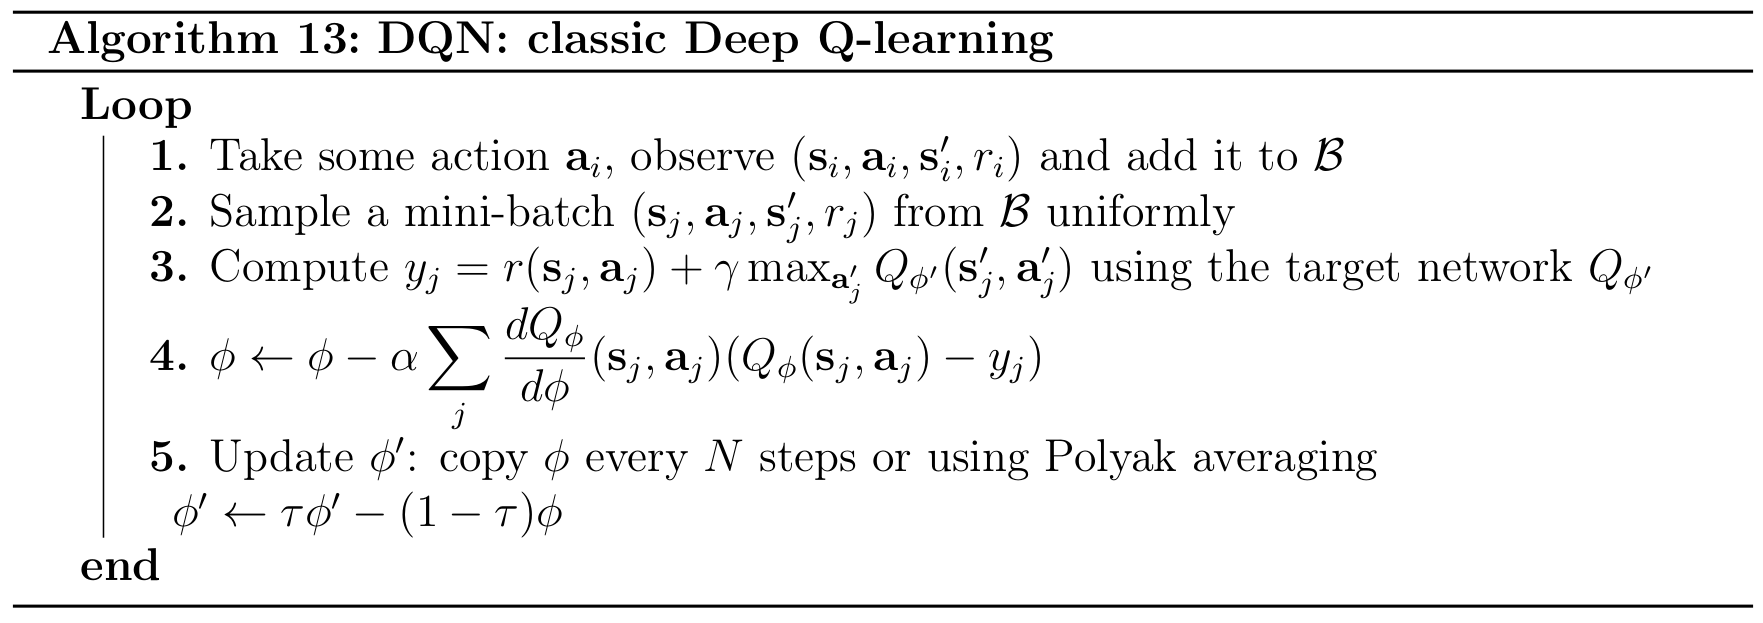 Algorithm 13: DQN: classic Deep Q-learning
Loop
1. Take some action $\mathbf{a}_i$, observe $(\mathbf{s}_i, \mathbf{a}_i, \mathbf{s}'_i, r_i)$ and add it to $\mathcal{B}$
2. Sample a mini-batch $(\mathbf{s}_j, \mathbf{a}_j, \mathbf{s}'_j, r_j)$ from $\mathcal{B}$ uniformly
3. Compute $y_j = r(\mathbf{s}_j, \mathbf{a}_j) + \gamma \max_{\mathbf{a}'_j} Q_{\phi'}(\mathbf{s}'_j, \mathbf{a}'_j)$ using the target network $Q_{\phi'}$
4. $\phi \leftarrow \phi - \alpha \sum_j \frac{dQ_\phi}{d\phi}(\mathbf{s}_j, \mathbf{a}_j)(Q_\phi(\mathbf{s}_j, \mathbf{a}_j) - y_j)$
5. Update $\phi'$: copy $\phi$ every $N$ steps or using Polyak averaging
$\phi' \leftarrow \tau\phi' - (1 - \tau)\phi$
end